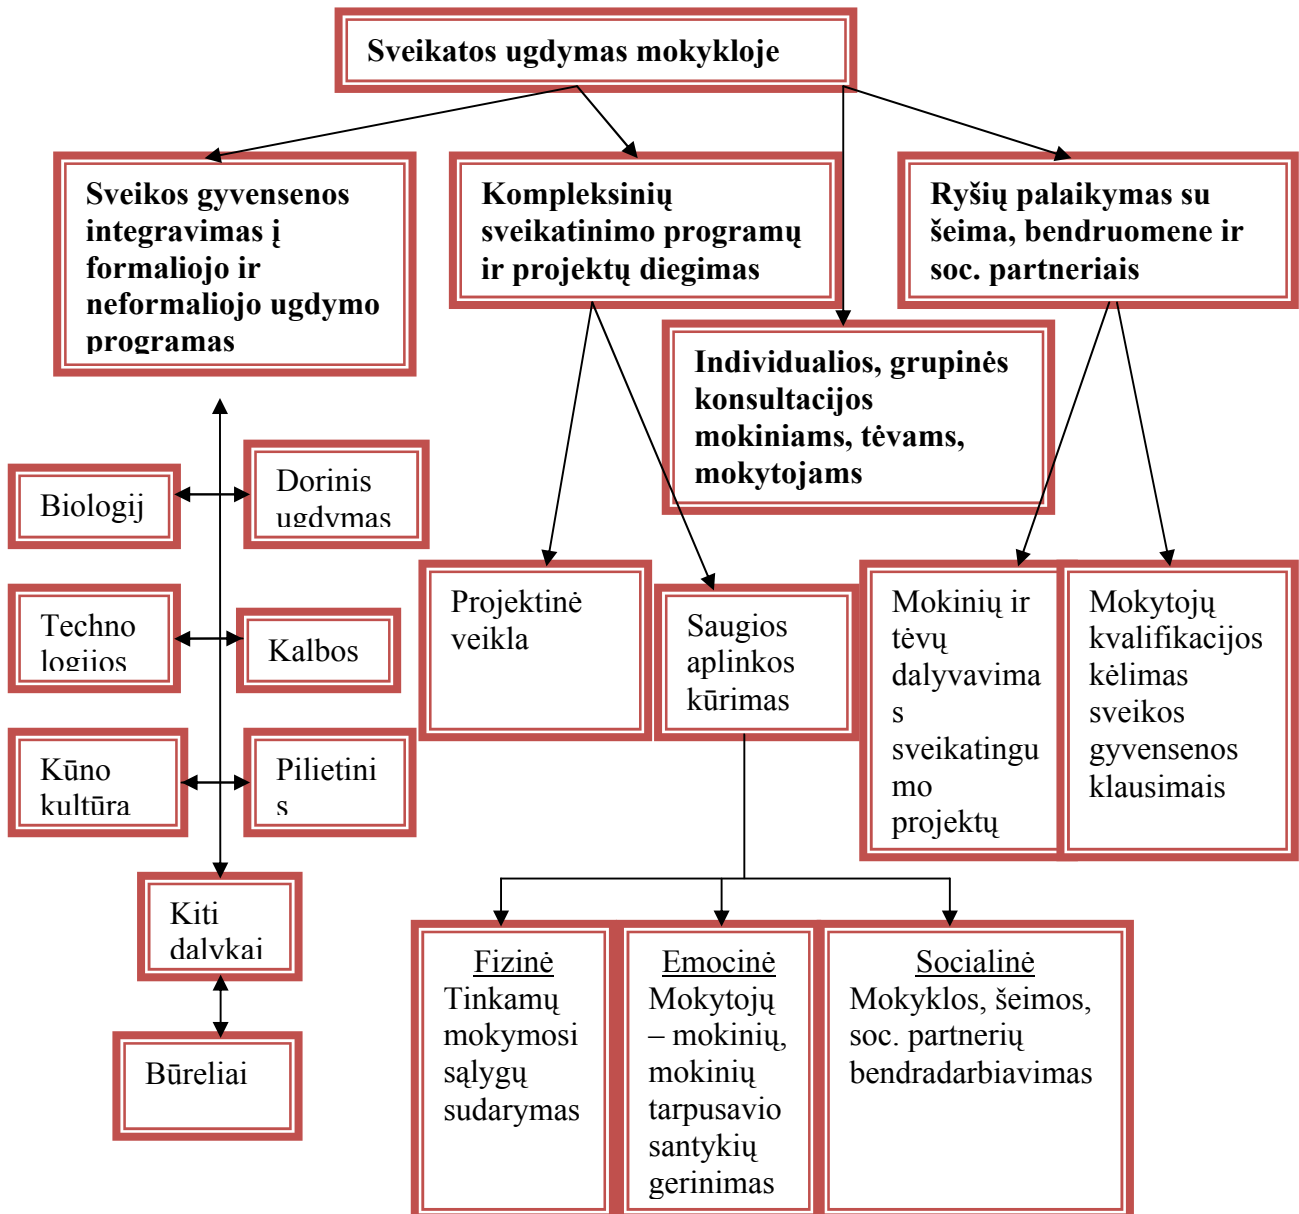 Sveikatos ugdymas mokykloje
Sveikos gyvensenos
integravimas į
formaliojo ir
neformaliojo ugdymo
programas
Kompleksinių
sveikatinimo programų
ir projektų diegimas
Ryšių palaikymas su
šeima, bendruomene ir
soc. partneriais
Individualios, grupinės
konsultacijos
mokiniams, tėvams,
mokytojams
Biologij
Dorinis
ugdymas
Techno
logijos
Kalbos
Kūno
kultūra
Pilietini
s
Kiti
dalykai
Būreliai
Projektinė
veikla
Saugios
aplinkos
kūrimas
Mokinių ir
tėvų
dalyvavima
s
sveikatingu
mo
projektų
Mokytojų
kvalifikacijos
kėlimas
sveikos
gyvensenos
klausimais
Fizinė
Tinkamų
mokymosi
sąlygų
sudarymas
Emocinė
Mokytojų
– mokinių,
mokinių
tarpusavio
santykių
gerinimas
Socialinė
Mokyklos, šeimos,
soc. partnerių
bendradarbiavimas